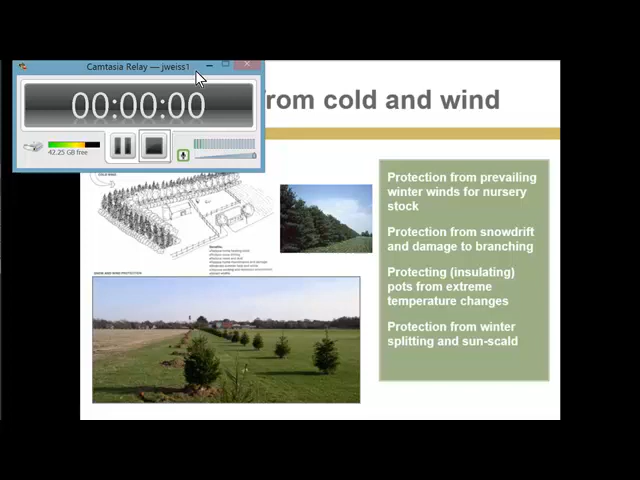 Camtasia Relay — jweiss1
00:00:00
42.25 GB free
rom cold and wind
Protection from prevailing
winter winds for nursery
stock
Protection from snowdrift
and damage to branching
Protecting (insulating)
pots from extreme
temperature changes
Protection from winter
splitting and sun-scald